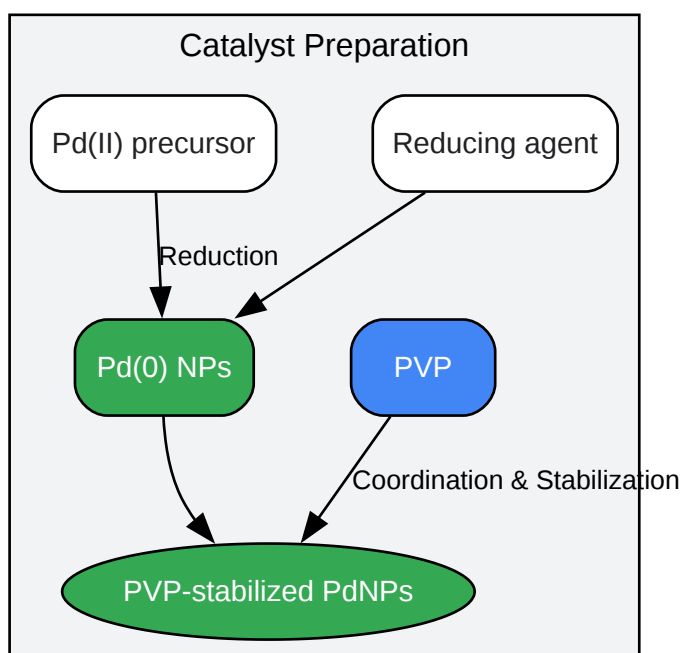 Catalyst Preparation
Pd(II) precursor
Reducing agent
Reduction
Pd(0) NPs
PVP
Coordination & Stabilization
PVP-stabilized PdNPs